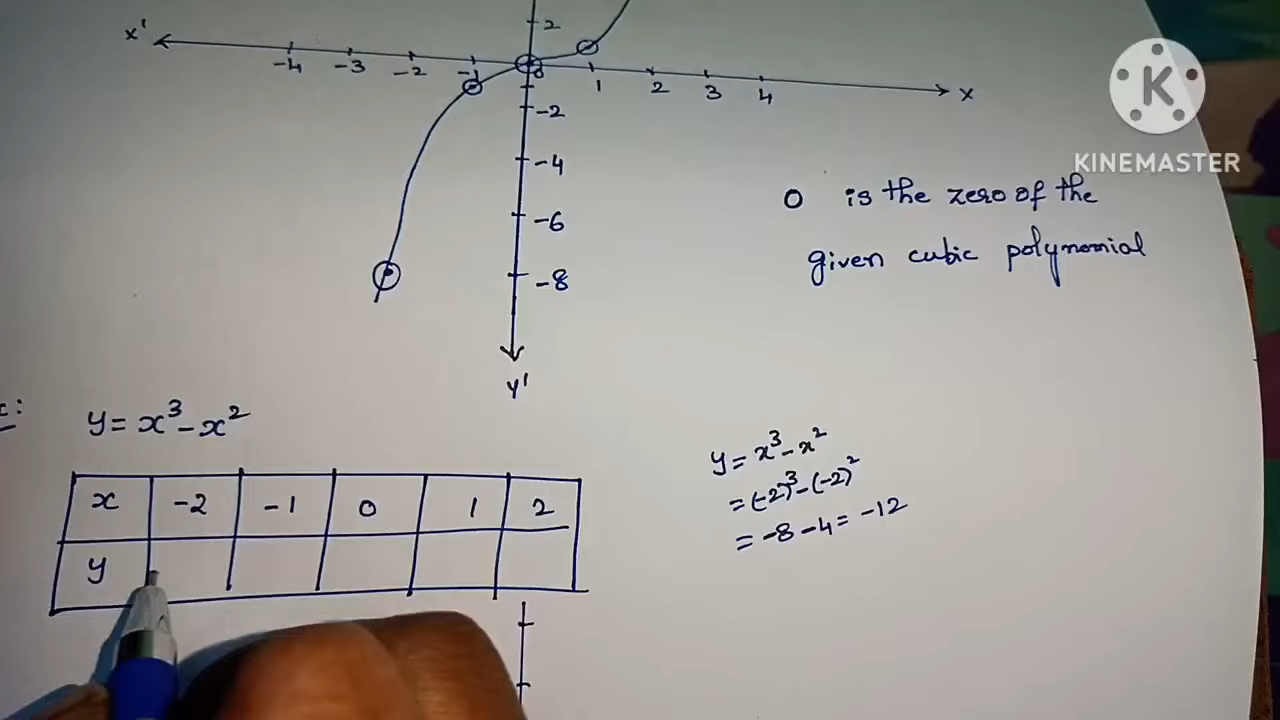 2
x'
-4 -3 -2 -1 0 1 2 3 4 x
-2
-4
-6
-8
y'
K
KINEMASTER
0 is the zero of the
given cubic polynomial
y = x³ - x²
x -2 -1 0 1 2
y
y = x³ - x²
= (-2)³ - (-2)²
= -8 - 4 = -12